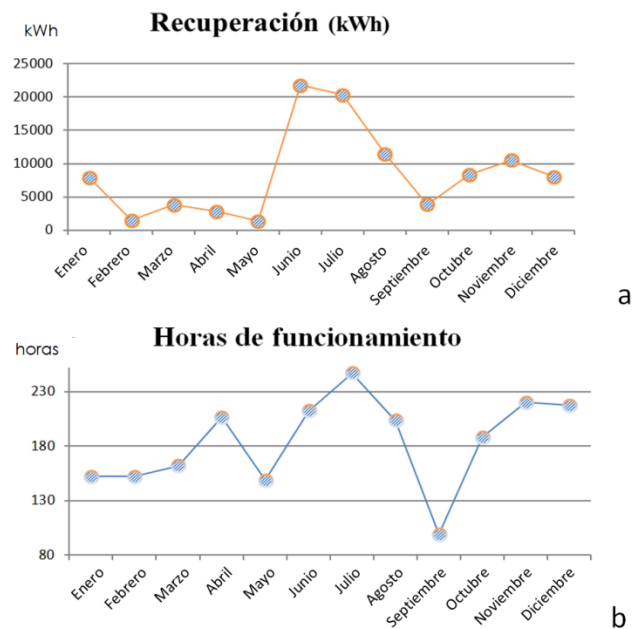 Recuperación (kWh)
kWh
25000
20000
15000
10000
5000
0
Enero
Febrero
Marzo
Abril
Mayo
Junio
Julio
Agosto
Septiembre
Octubre
Noviembre
Diciembre
a
Horas de funcionamiento
horas
230
180
130
80
Enero
Febrero
Marzo
Abril
Mayo
Junio
Julio
Agosto
Septiembre
Octubre
Noviembre
Diciembre
b